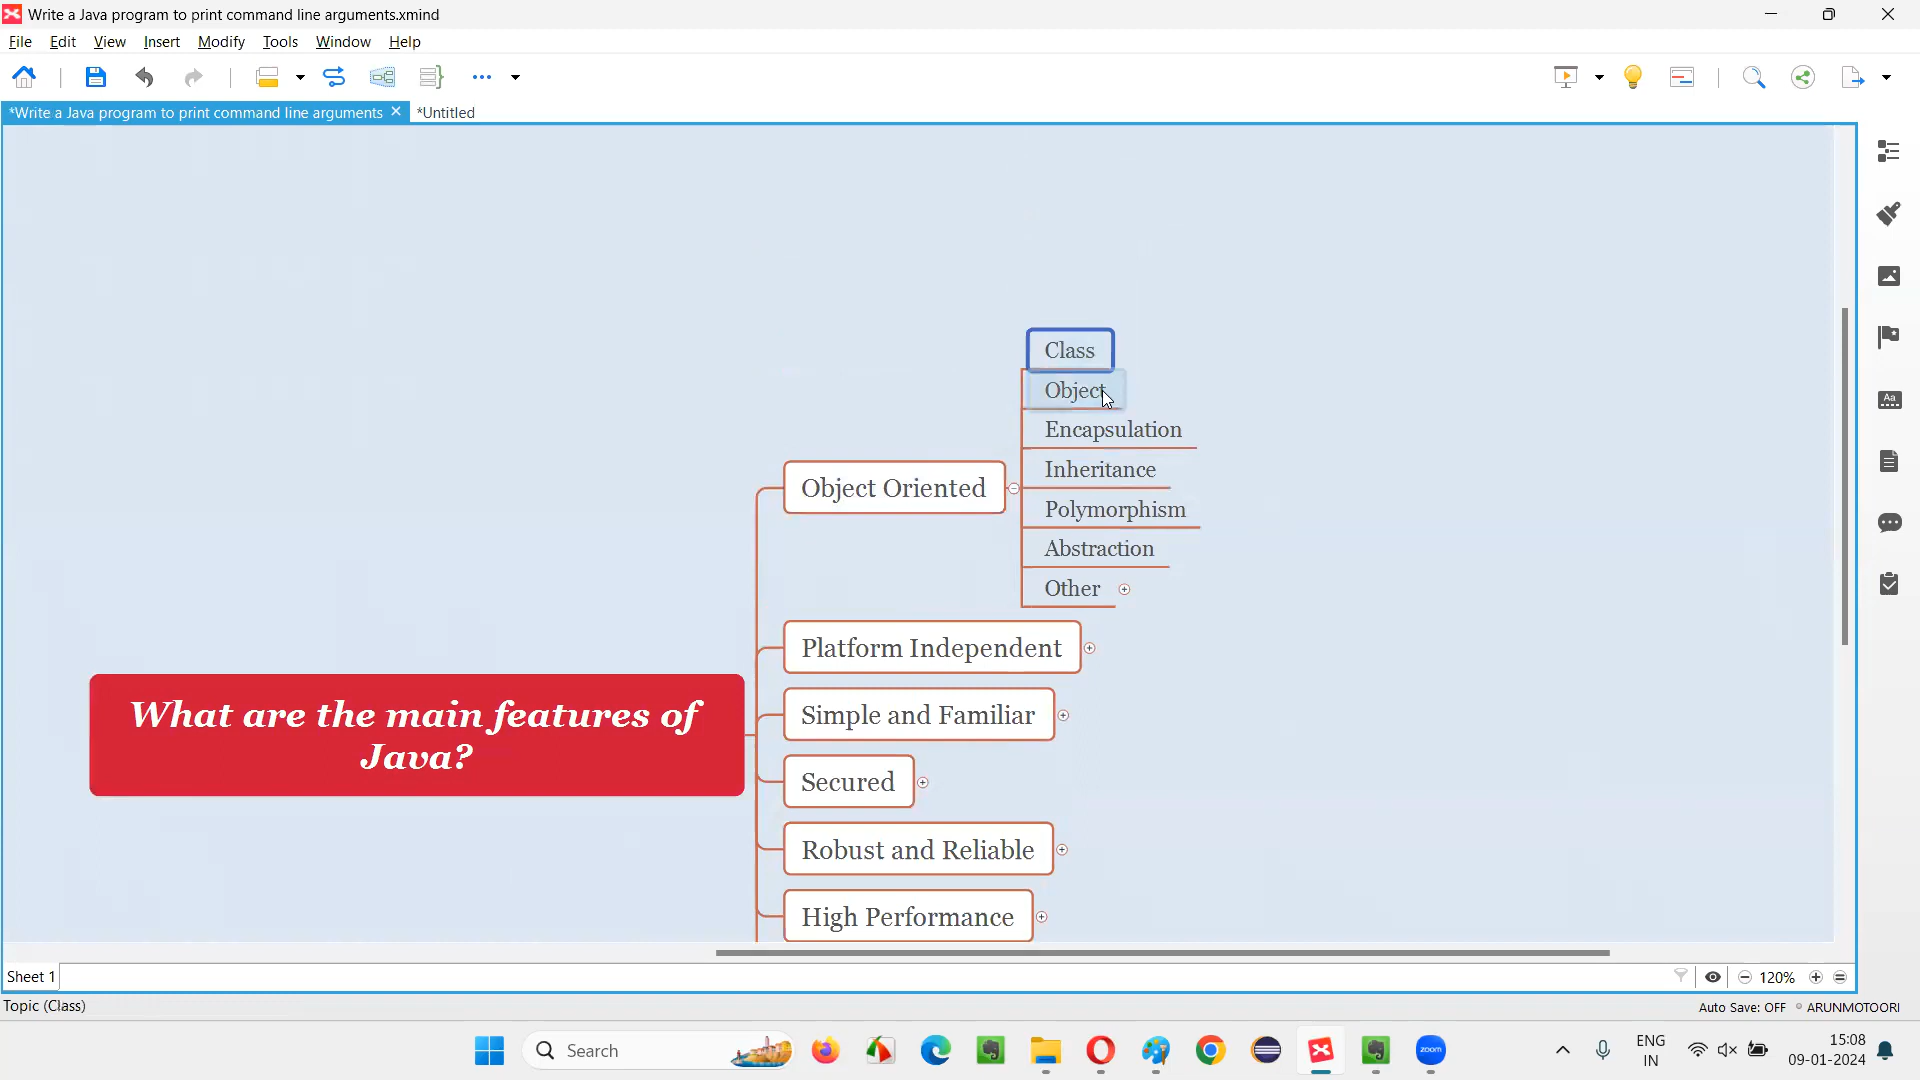 Write a Java program to print command line arguments.xmind
File Edit View Insert Modify Tools Window Help
*Write a Java program to print command line arguments *Untitled
Class
Object
Encapsulation
Inheritance
Polymorphism
Abstraction
Other
Object Oriented
Platform Independent
Simple and Familiar
Secured
Robust and Reliable
High Performance
What are the main features of
Java?
Aa
Sheet 1
120%
Topic (Class)
Auto Save: OFF
ARUNMOTOORI
Search
zoom
ENG
IN
15:08
09-01-2024